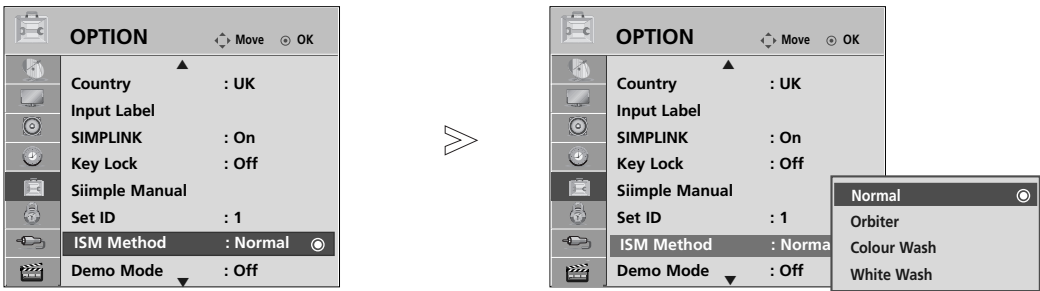 OPTION Move OK
Country : UK
Input Label
SIMPLINK : On
Key Lock : Off
Siimple Manual
Set ID : 1
ISM Method : Normal
Demo Mode : Off
OPTION Move OK
Country : UK
Input Label
SIMPLINK : On
Key Lock : Off
Siimple Manual
Set ID : 1
ISM Method : Norma
Demo Mode : Off
Normal
Orbiter
Colour Wash
White Wash